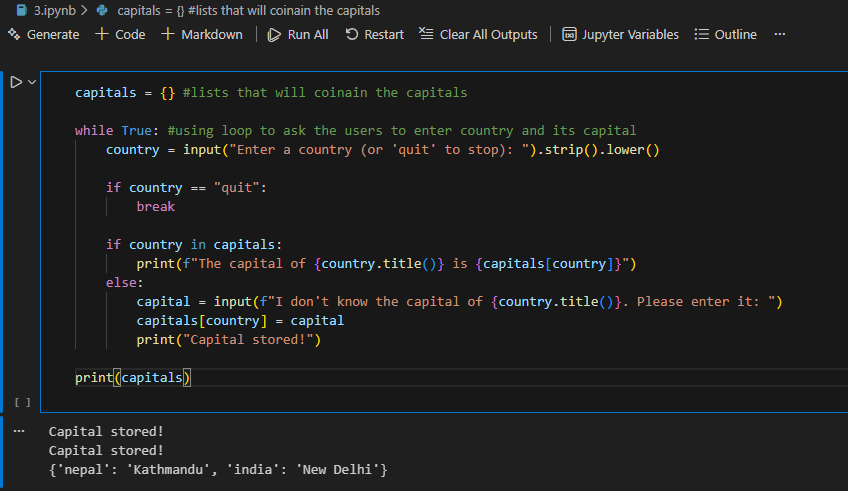 3.ipynb > capitals = {} #lists that will coinain the capitals
Generate + Code + Markdown | Run All Restart Clear All Outputs | Jupyter Variables Outline ...
capitals = {} #lists that will coinain the capitals
while True: #using loop to ask the users to enter country and its capital
    country = input("Enter a country (or 'quit' to stop): ").strip().lower()
    if country == "quit":
        break
    if country in capitals:
        print(f"The capital of {country.title()} is {capitals[country]}")
    else:
        capital = input(f"I don't know the capital of {country.title()}. Please enter it: ")
        capitals[country] = capital
        print("Capital stored!")
print(capitals)
[ ]
... Capital stored!
Capital stored!
{'nepal': 'Kathmandu', 'india': 'New Delhi'}